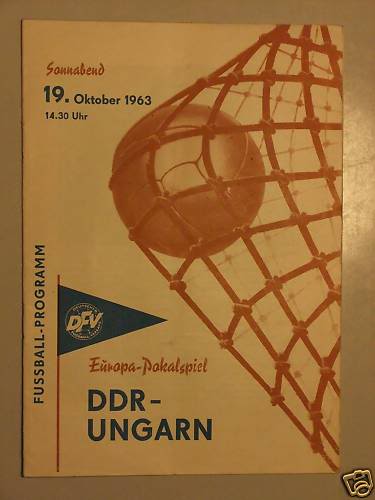 Sonnabend
19. Oktober 1963
14.30 Uhr
FUSSBALL-PROGRAMM
DFV
Europa-Pokalspiel
DDR-
UNGARN